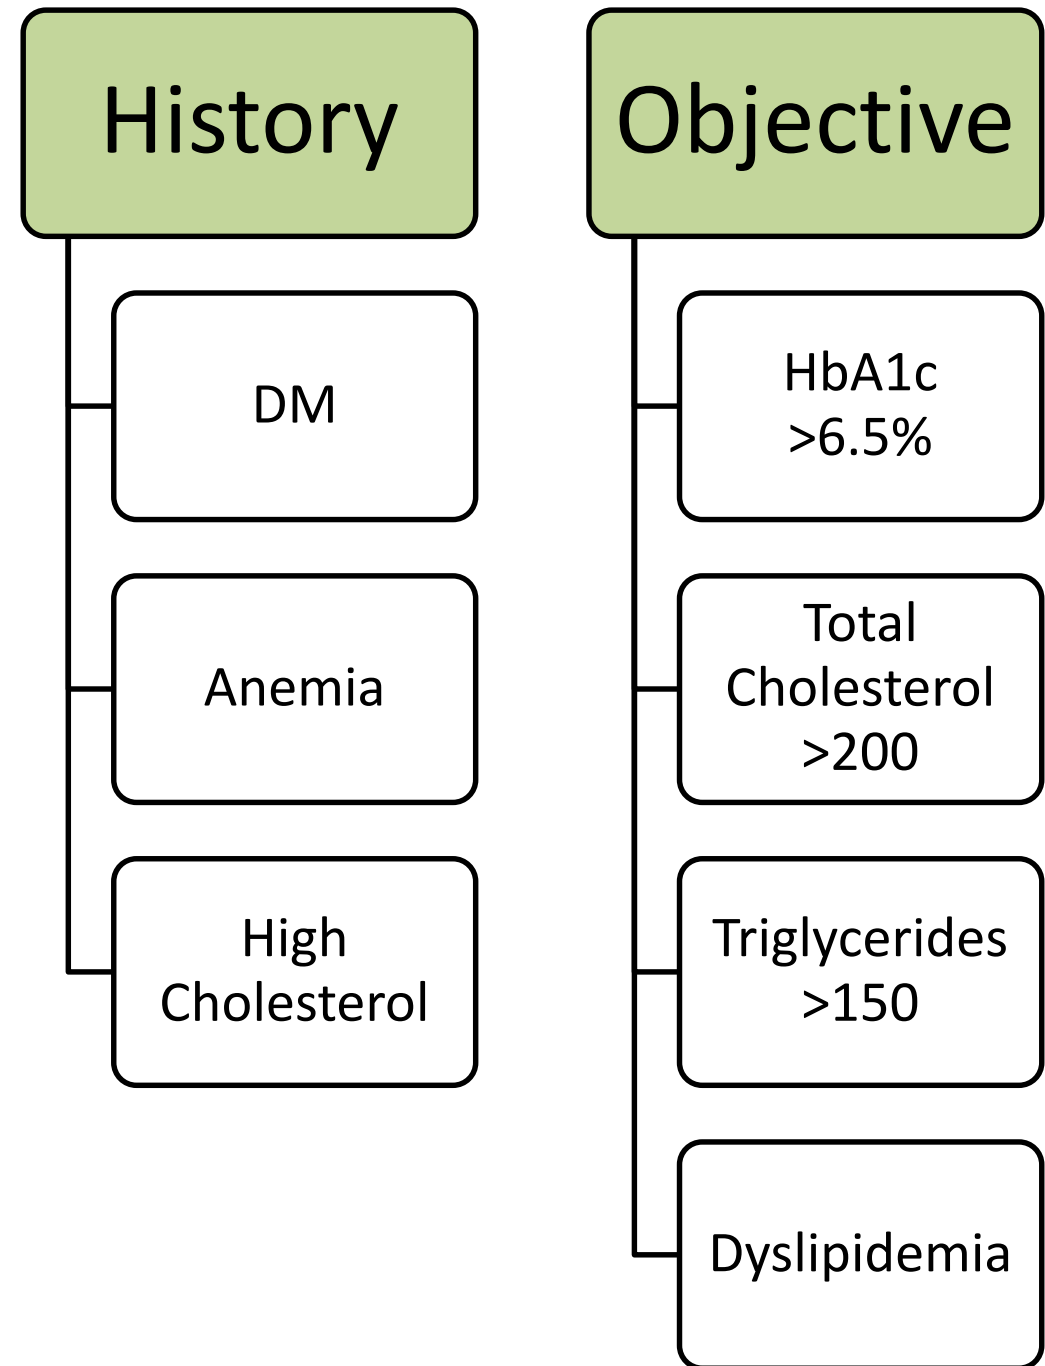 History
DM
Anemia
High
Cholesterol
Objective
HbA1c
>6.5%
Total
Cholesterol
>200
Triglycerides
>150
Dyslipidemia